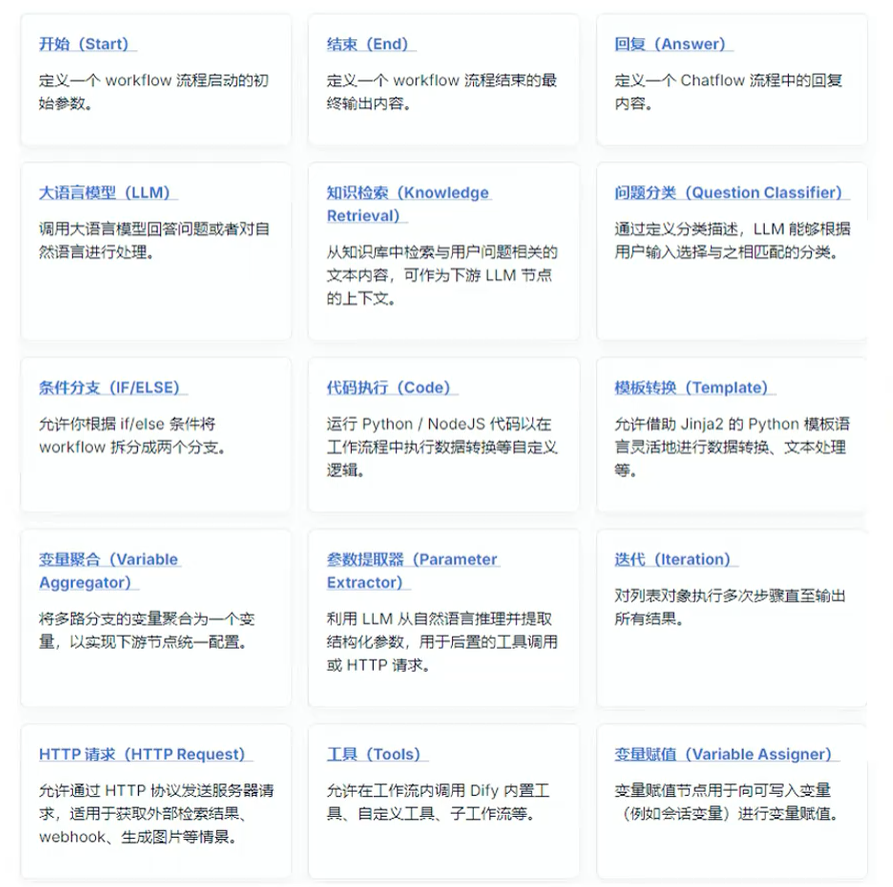 开始（Start）
定义一个 workflow 流程启动的初
始参数。
结束（End）
定义一个 workflow 流程结束的最
终输出内容。
回复（Answer）
定义一个 Chatflow 流程中的回复
内容。
大语言模型（LLM）
调用大语言模型回答问题或者对自
然语言进行处理。
知识检索（Knowledge
Retrieval）
从知识库中检索与用户问题相关的
文本内容，可作为下游 LLM 节点
的上下文。
问题分类（Question Classifier）
通过定义分类描述，LLM 能够根据
用户输入选择与之相匹配的分类。
条件分支（IF/ELSE）
允许你根据 if/else 条件将
workflow 拆分成两个分支。
代码执行（Code）
运行 Python / NodeJS 代码以在
工作流程中执行数据转换等自定义
逻辑。
模板转换（Template）
允许借助 Jinja2 的 Python 模板语
言灵活地进行数据转换、文本处理
等。
变量聚合（Variable
Aggregator）
将多路分支的变量聚合为一个变
量，以实现下游节点统一配置。
参数提取器（Parameter
Extractor）
利用 LLM 从自然语言推理并提取
结构化参数，用于后置的工具调用
或 HTTP 请求。
迭代（Iteration）
对列表对象执行多次步骤直至输出
所有结果。
HTTP 请求（HTTP Request）
允许通过 HTTP 协议发送服务器请
求，适用于获取外部检索结果、
webhook、生成图片等情景。
工具（Tools）
允许在工作流内调用 Dify 内置工
具、自定义工具、子工作流等。
变量赋值（Variable Assigner）
变量赋值节点用于向可写入变量
（例如会话变量）进行变量赋值。